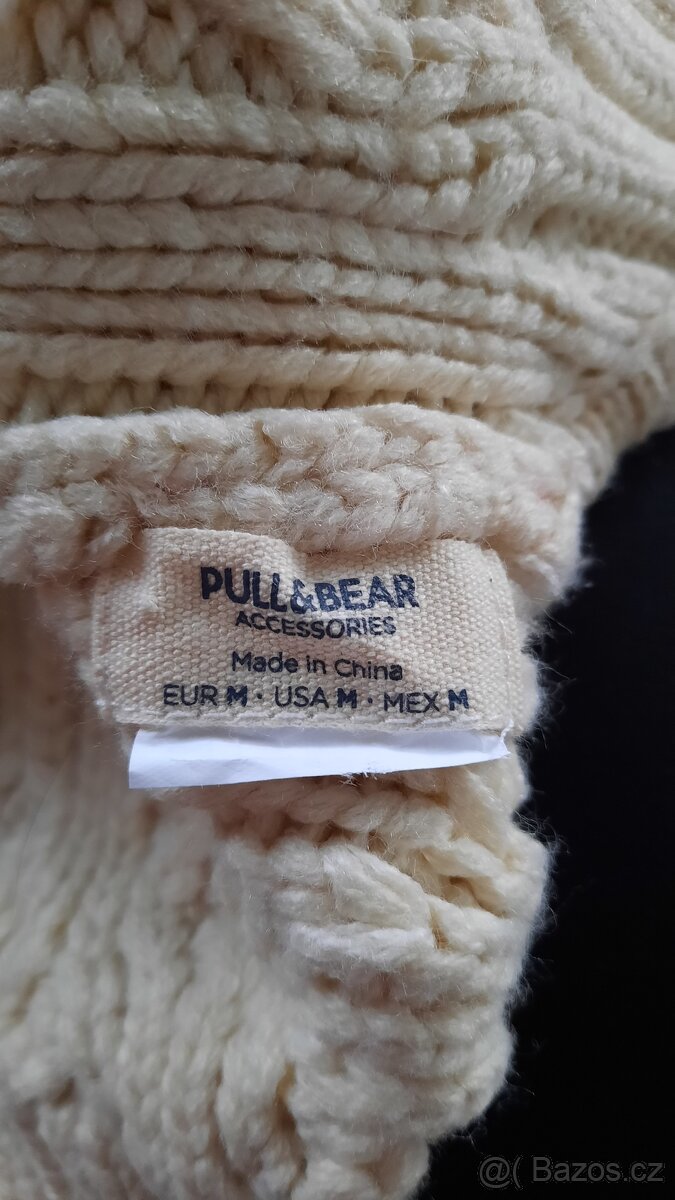 PULL&BEAR
ACCESSORIES
Made in China
EUR M · USA M · MEX M
@( Bazos.cz